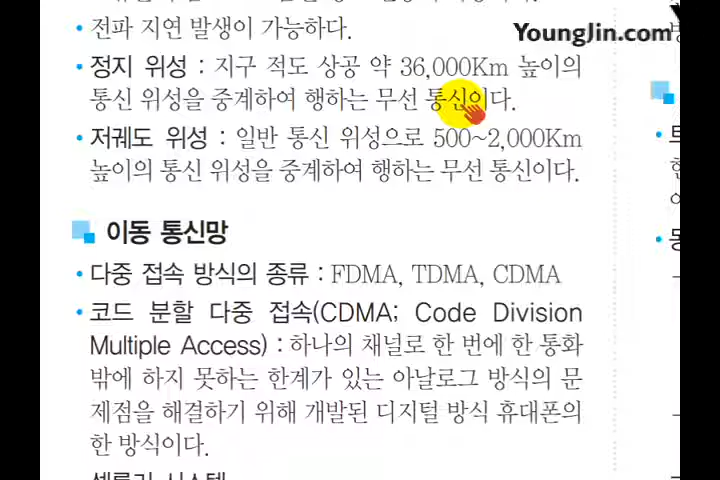 YoungJin.com
• 전파 지연 발생이 가능하다.
• 정지 위성 : 지구 적도 상공 약 36,000Km 높이의
통신 위성을 중계하여 행하는 무선 통신이다.
• 저궤도 위성 : 일반 통신 위성으로 500~2,000Km
높이의 통신 위성을 중계하여 행하는 무선 통신이다.
이동 통신망
• 다중 접속 방식의 종류 : FDMA, TDMA, CDMA
• 코드 분할 다중 접속(CDMA; Code Division
Multiple Access) : 하나의 채널로 한 번에 한 통화
밖에 하지 못하는 한계가 있는 아날로그 방식의 문
제점을 해결하기 위해 개발된 디지털 방식 휴대폰의
한 방식이다.